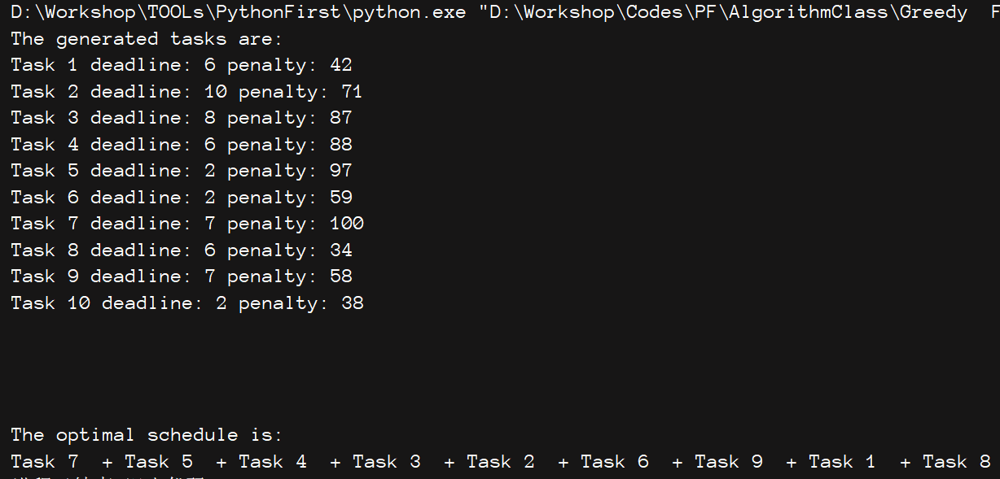 D:\Workshop\TOOLs\PythonFirst\python.exe "D:\Workshop\Codes\PF\AlgorithmClass\Greedy  F
The generated tasks are:
Task 1 deadline: 6 penalty: 42
Task 2 deadline: 10 penalty: 71
Task 3 deadline: 8 penalty: 87
Task 4 deadline: 6 penalty: 88
Task 5 deadline: 2 penalty: 97
Task 6 deadline: 2 penalty: 59
Task 7 deadline: 7 penalty: 100
Task 8 deadline: 6 penalty: 34
Task 9 deadline: 7 penalty: 58
Task 10 deadline: 2 penalty: 38
The optimal schedule is:
Task 7  + Task 5  + Task 4  + Task 3  + Task 2  + Task 6  + Task 9  + Task 1  + Task 8